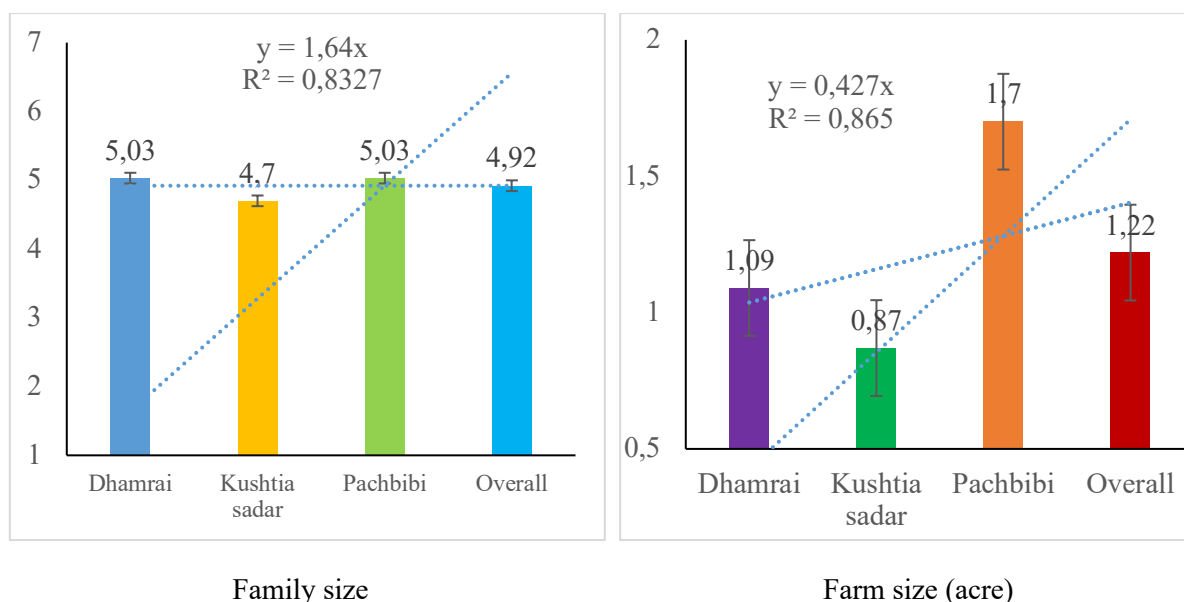 7
6
5
4
3
2
1
y = 1,64x
R² = 0,8327
5,03
4,7
5,03
4,92
Dhamrai
Kushtia sadar
Pachbibi
Overall
Family size
2
1,5
1
0,5
y = 0,427x
R² = 0,865
1,09
0,87
1,7
1,22
Dhamrai
Kushtia sadar
Pachbibi
Overall
Farm size (acre)